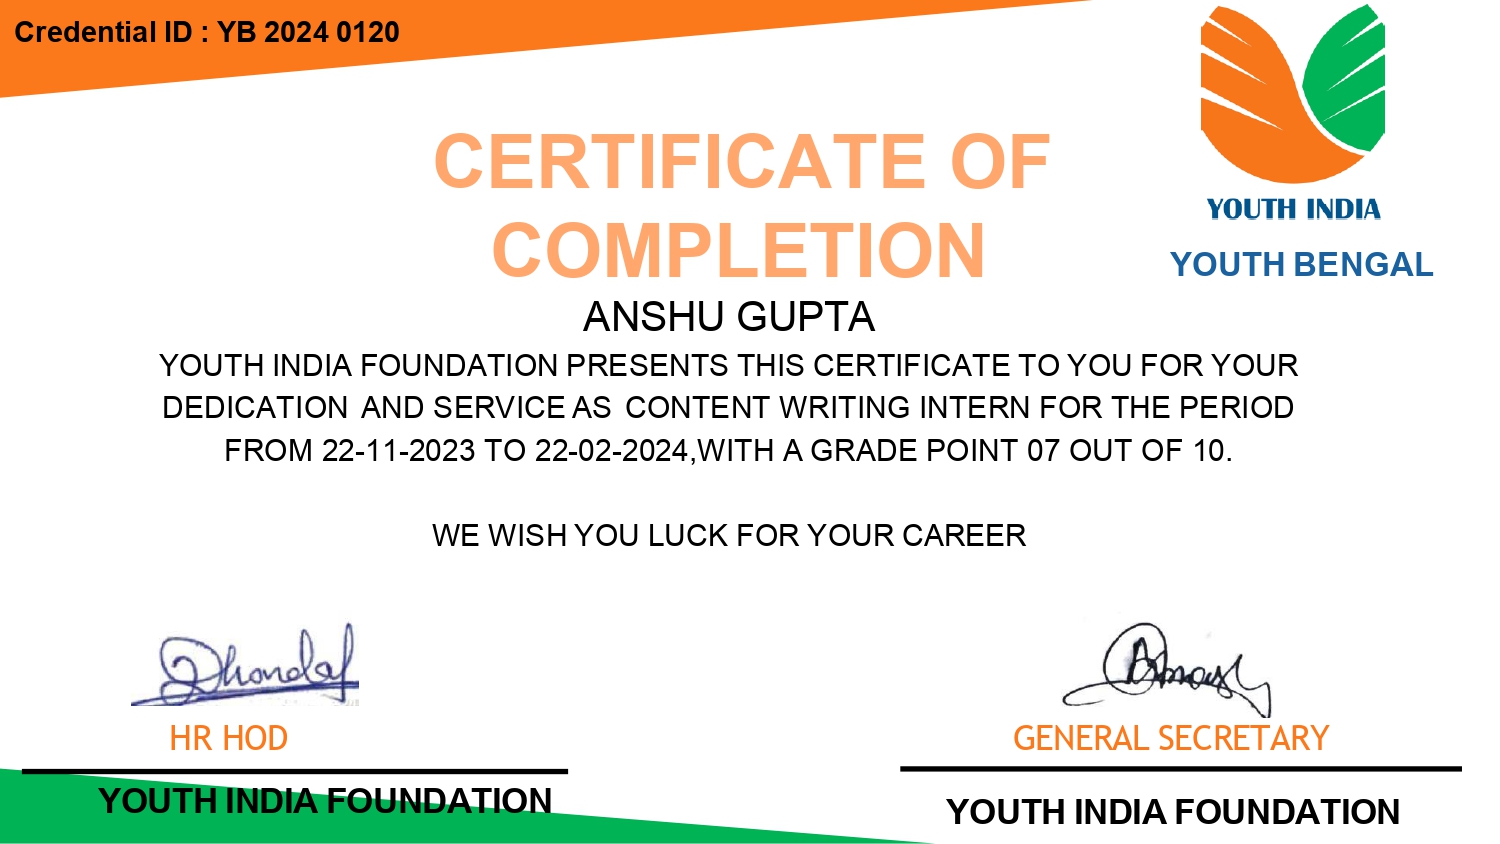 Credential ID : YB 2024 0120
CERTIFICATE OF
COMPLETION
YOUTH INDIA
YOUTH BENGAL
ANSHU GUPTA
YOUTH INDIA FOUNDATION PRESENTS THIS CERTIFICATE TO YOU FOR YOUR
DEDICATION AND SERVICE AS CONTENT WRITING INTERN FOR THE PERIOD
FROM 22-11-2023 TO 22-02-2024,WITH A GRADE POINT 07 OUT OF 10.
WE WISH YOU LUCK FOR YOUR CAREER
HR HOD
YOUTH INDIA FOUNDATION
GENERAL SECRETARY
YOUTH INDIA FOUNDATION